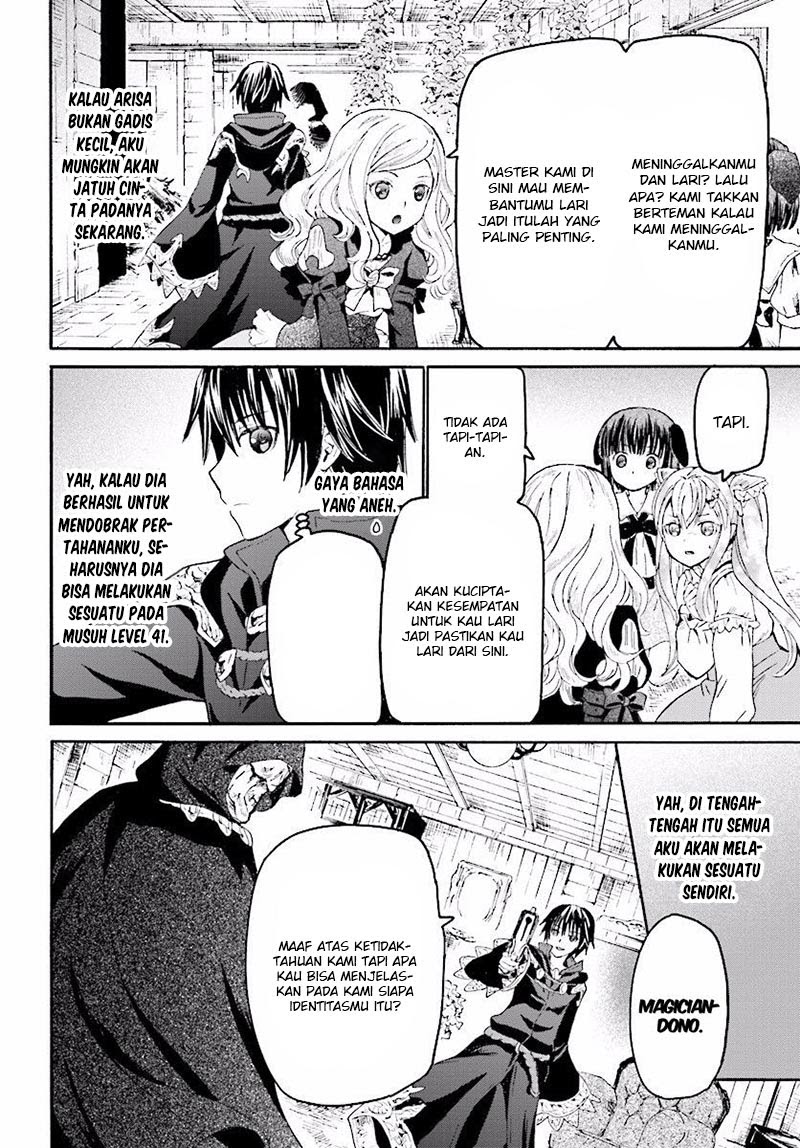 MENINGGALKANMU
DAN LARI? LALU
APA? KAMI TAKKAN
BERTEMAN KALAU
KAMI MENINGGAL-
KANMU.
MASTER KAMI DI
SINI MAU MEM-
BANTUMU LARI
JADI ITULAH YANG
PALING PENTING.
KALAU ARISA
BUKAN GADIS
KECIL, AKU
MUNGKIN AKAN
JATUH CIN-
TA PADANYA
SEKARANG.
TAPI.
TIDAK ADA
TAPI-TAPI-
AN.
AKAN KUCIPTA-
KAN KESEMPATAN
UNTUK KAU LARI
JADI PASTIKAN KAU
LARI DARI SINI.
GAYA BAHASA
YANG ANEH.
YAH, KALAU DIA
BERHASIL UNTUK
MENDOBRAK PER-
TAHANANKU, SE-
HARUSNYA DIA
BISA MELAKUKAN
SESUATU PADA
MUSUH LEVEL 41.
YAH, DI TENGAH-
TENGAH ITU SEMUA
AKU AKAN MELA-
KUKAN SESUATU
SENDIRI.
MAGICIAN-
DONO.
MAAF ATAS KETIDAK-
TAHUAN KAMI TAPI APA
KAU BISA MENJELAS-
KAN PADA KAMI SIAPA
IDENTITASMU ITU?